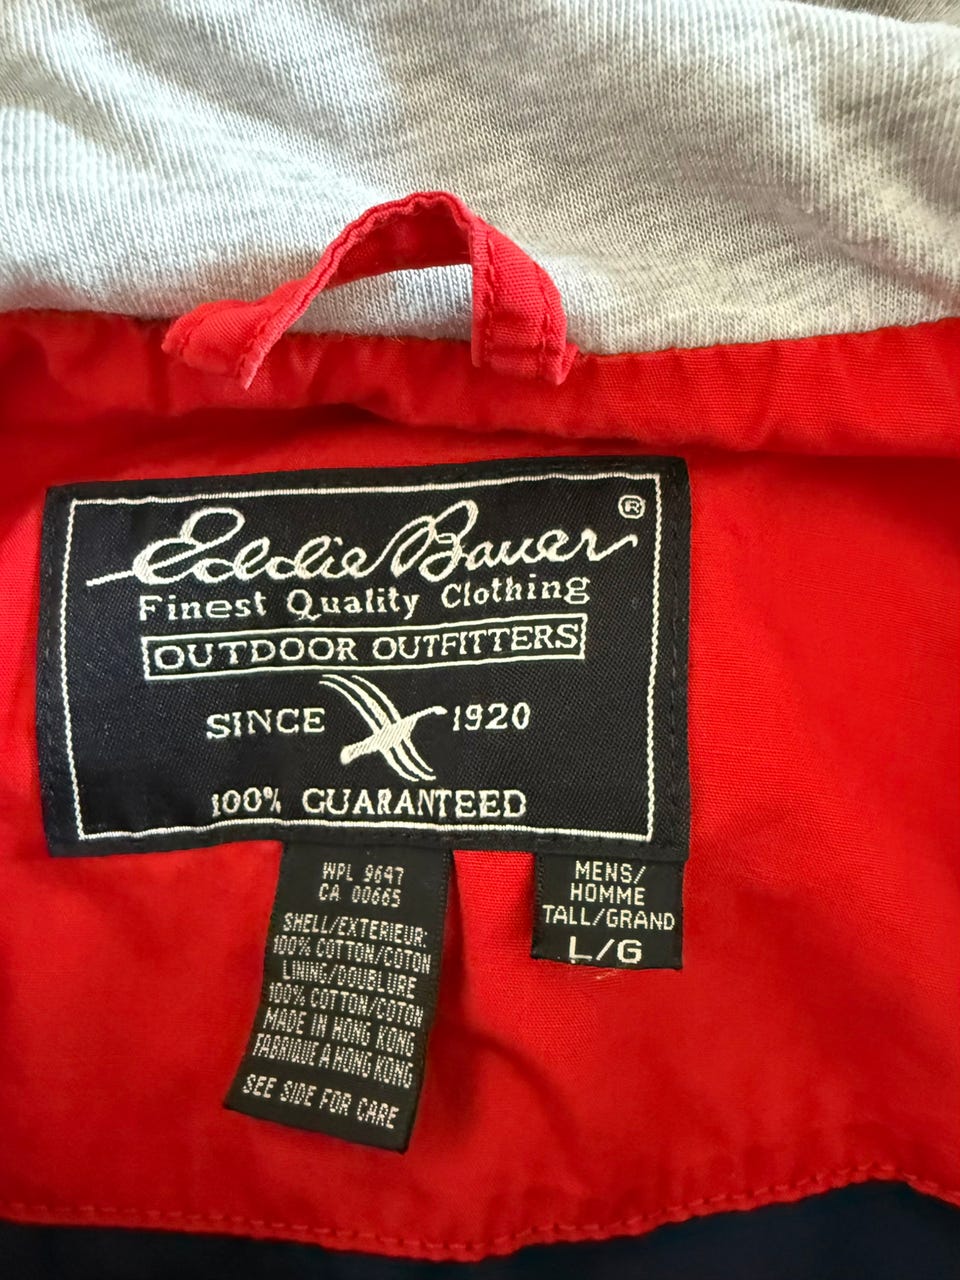 Eddie Bauer ®
Finest Quality Clothing
OUTDOOR OUTFITTERS
SINCE 1920
100% GUARANTEED
WPL 9647
CA 00665
SHELL/EXTERIEUR:
100% COTTON/COTON
LINING/DOUBLURE
100% COTTON/COTON
MADE IN HONG KONG
FABRIQUE A HONG KONG
SEE SIDE FOR CARE
MENS/
HOMME
TALL/GRAND
L/G